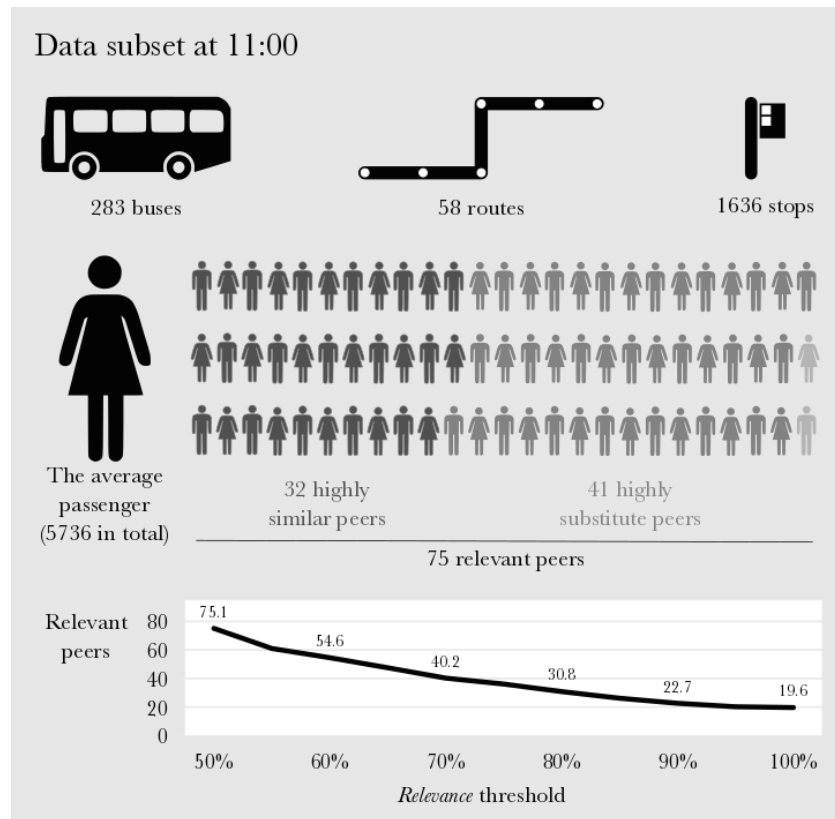 Data subset at 11:00
283 buses
58 routes
1636 stops
The average
passenger
(5736 in total)
32 highly
similar peers
41 highly
substitute peers
75 relevant peers
Relevant
peers
80
60
40
20
0
75.1
54.6
40.2
30.8
22.7
19.6
50%
60%
70%
80%
90%
100%
Relevance threshold